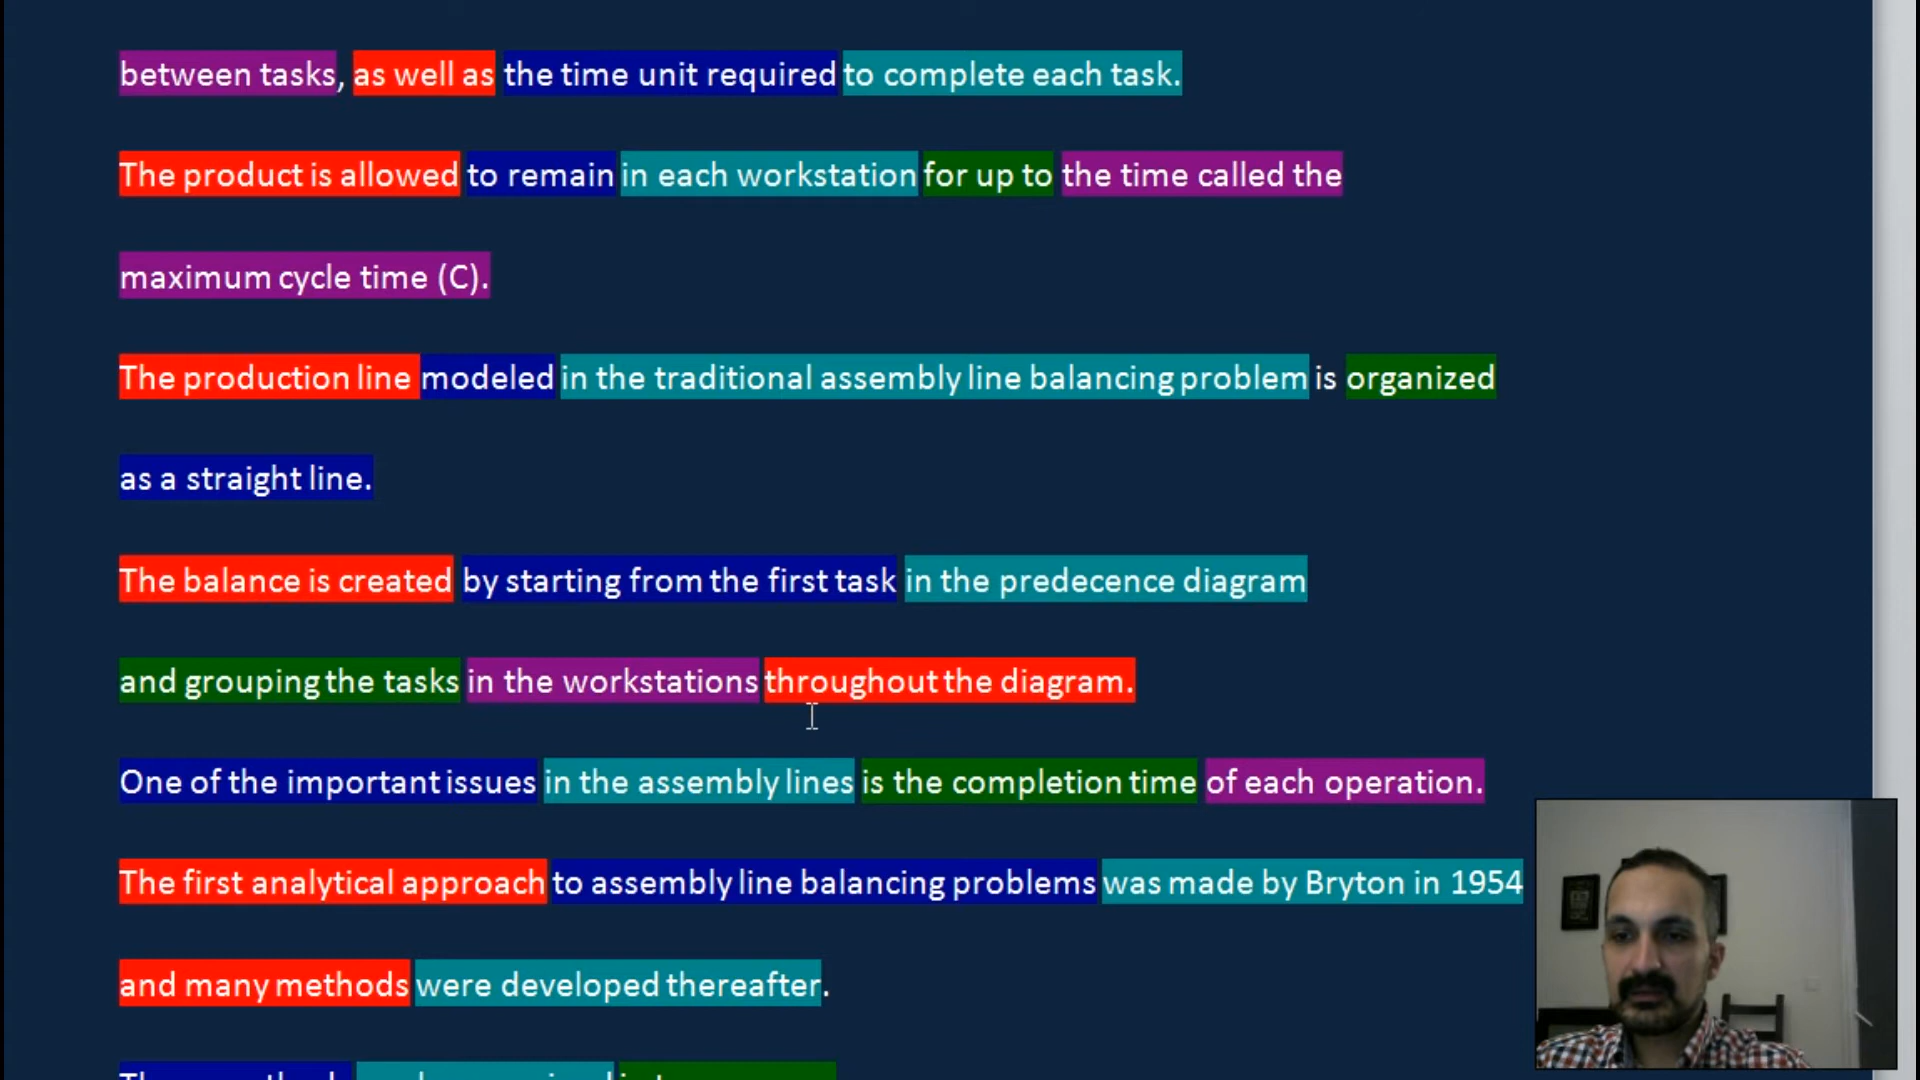 between tasks, as well as the time unit required to complete each task.
The product is allowed to remain in each workstation for up to the time called the
maximum cycle time (C).
The production line modeled in the traditional assembly line balancing problem is organized
as a straight line.
The balance is created by starting from the first task in the predecence diagram
and grouping the tasks in the workstations throughout the diagram.
One of the important issues in the assembly lines is the completion time of each operation.
The first analytical approach to assembly line balancing problems was made by Bryton in 1954
and many methods were developed thereafter.